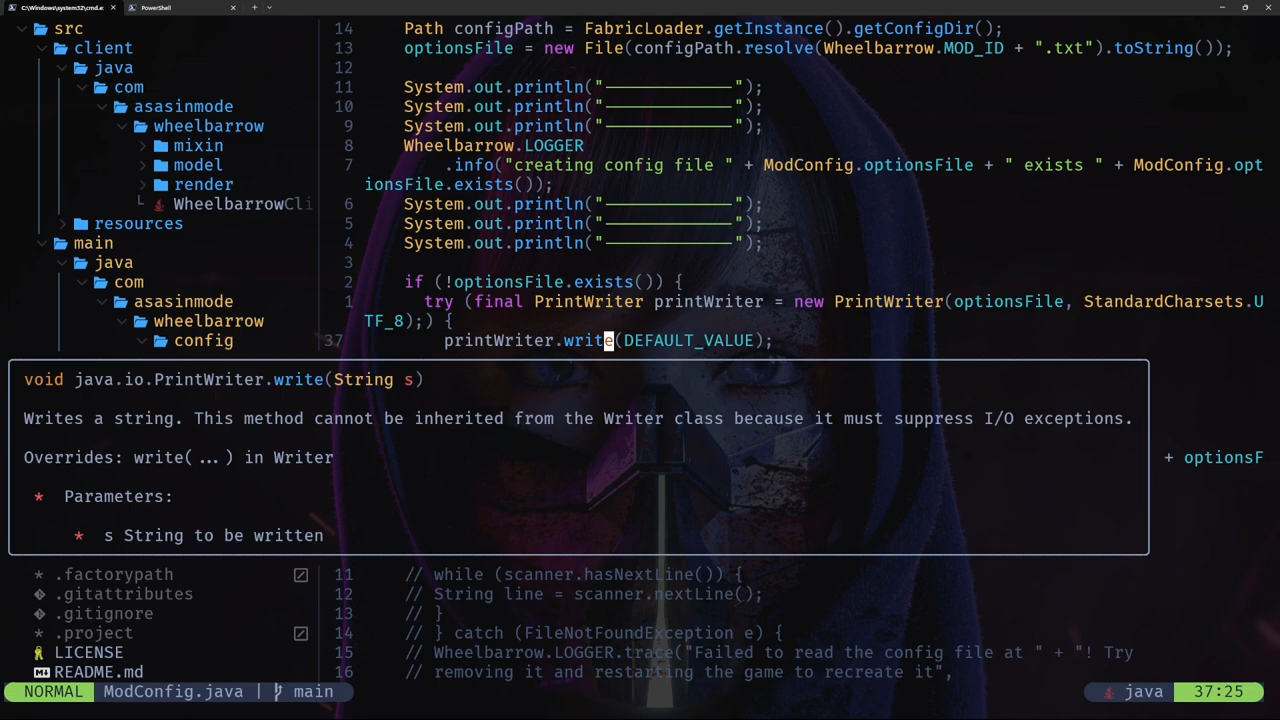 C:\Windows\system32\cmd.e: PowerShell
src
client
java
com
asasinmode
wheelbarrow
mixin
model
render
WheelbarrowCli
resources
main
java
com
asasinmode
wheelbarrow
config
14 Path configPath = FabricLoader.getInstance().getConfigDir();
13 optionsFile = new File(configPath.resolve(Wheelbarrow.MOD_ID + ".txt").toString());
12
11 System.out.println("─────────────");
10 System.out.println("─────────────");
9 System.out.println("─────────────");
8 Wheelbarrow.LOGGER
7 .info("creating config file " + ModConfig.optionsFile + " exists " + ModConfig.opt
ionsFile.exists());
6 System.out.println("─────────────");
5 System.out.println("─────────────");
4 System.out.println("─────────────");
3
2 if (!optionsFile.exists()) {
1 try (final PrintWriter printWriter = new PrintWriter(optionsFile, StandardCharsets.U
TF_8);) {
37 printWriter.write(DEFAULT_VALUE);
void java.io.PrintWriter.write(String s)
Writes a string. This method cannot be inherited from the Writer class because it must suppress I/O exceptions.
Overrides: write(...) in Writer
* Parameters:
* s String to be written
+ optionsF
* .factorypath
.gitattributes
.gitignore
* .project
LICENSE
README.md
11 // while (scanner.hasNextLine()) {
12 // String line = scanner.nextLine();
13 // }
14 // } catch (FileNotFoundException e) {
15 // Wheelbarrow.LOGGER.trace("Failed to read the config file at " + "! Try
16 // removing it and restarting the game to recreate it",
NORMAL ModConfig.java | main java 37:25